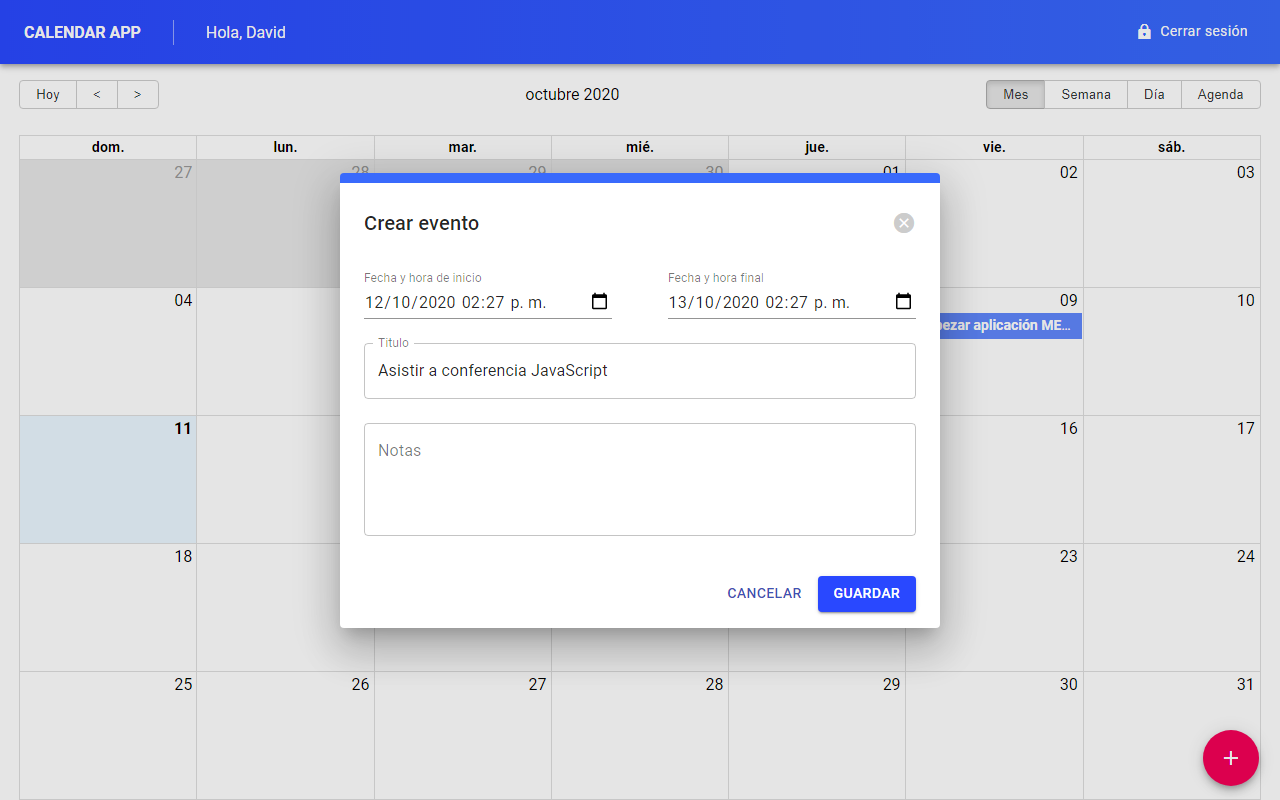 CALENDAR APP
Hola, David
Cerrar sesión
Hoy < >
octubre 2020
Mes Semana Día Agenda
dom. lun. mar. mié. jue. vie. sáb.
27 28 29 30 01 02 03
Crear evento
Fecha y hora de inicio
Fecha y hora final
12/10/2020 02:27 p. m.
13/10/2020 02:27 p. m.
04 09 10
aplicación ME…
Título
Asistir a conferencia JavaScript
11 16 17
Notas
18 23 24
CANCELAR GUARDAR
25 26 27 28 29 30 31
+